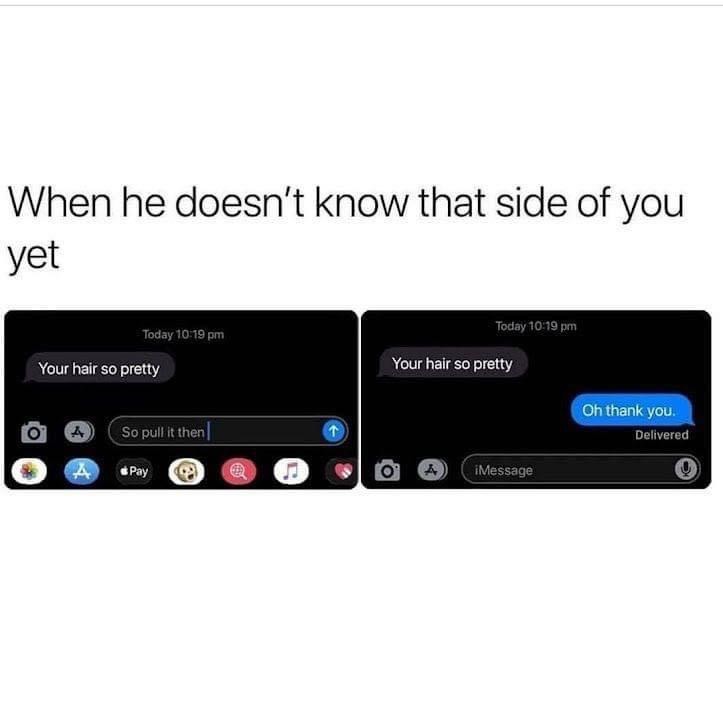 When he doesn't know that side of you
yet
Today 10:19 pm
Your hair so pretty
So pull it then
Pay
Today 10:19 pm
Your hair so pretty
Oh thank you.
Delivered
iMessage